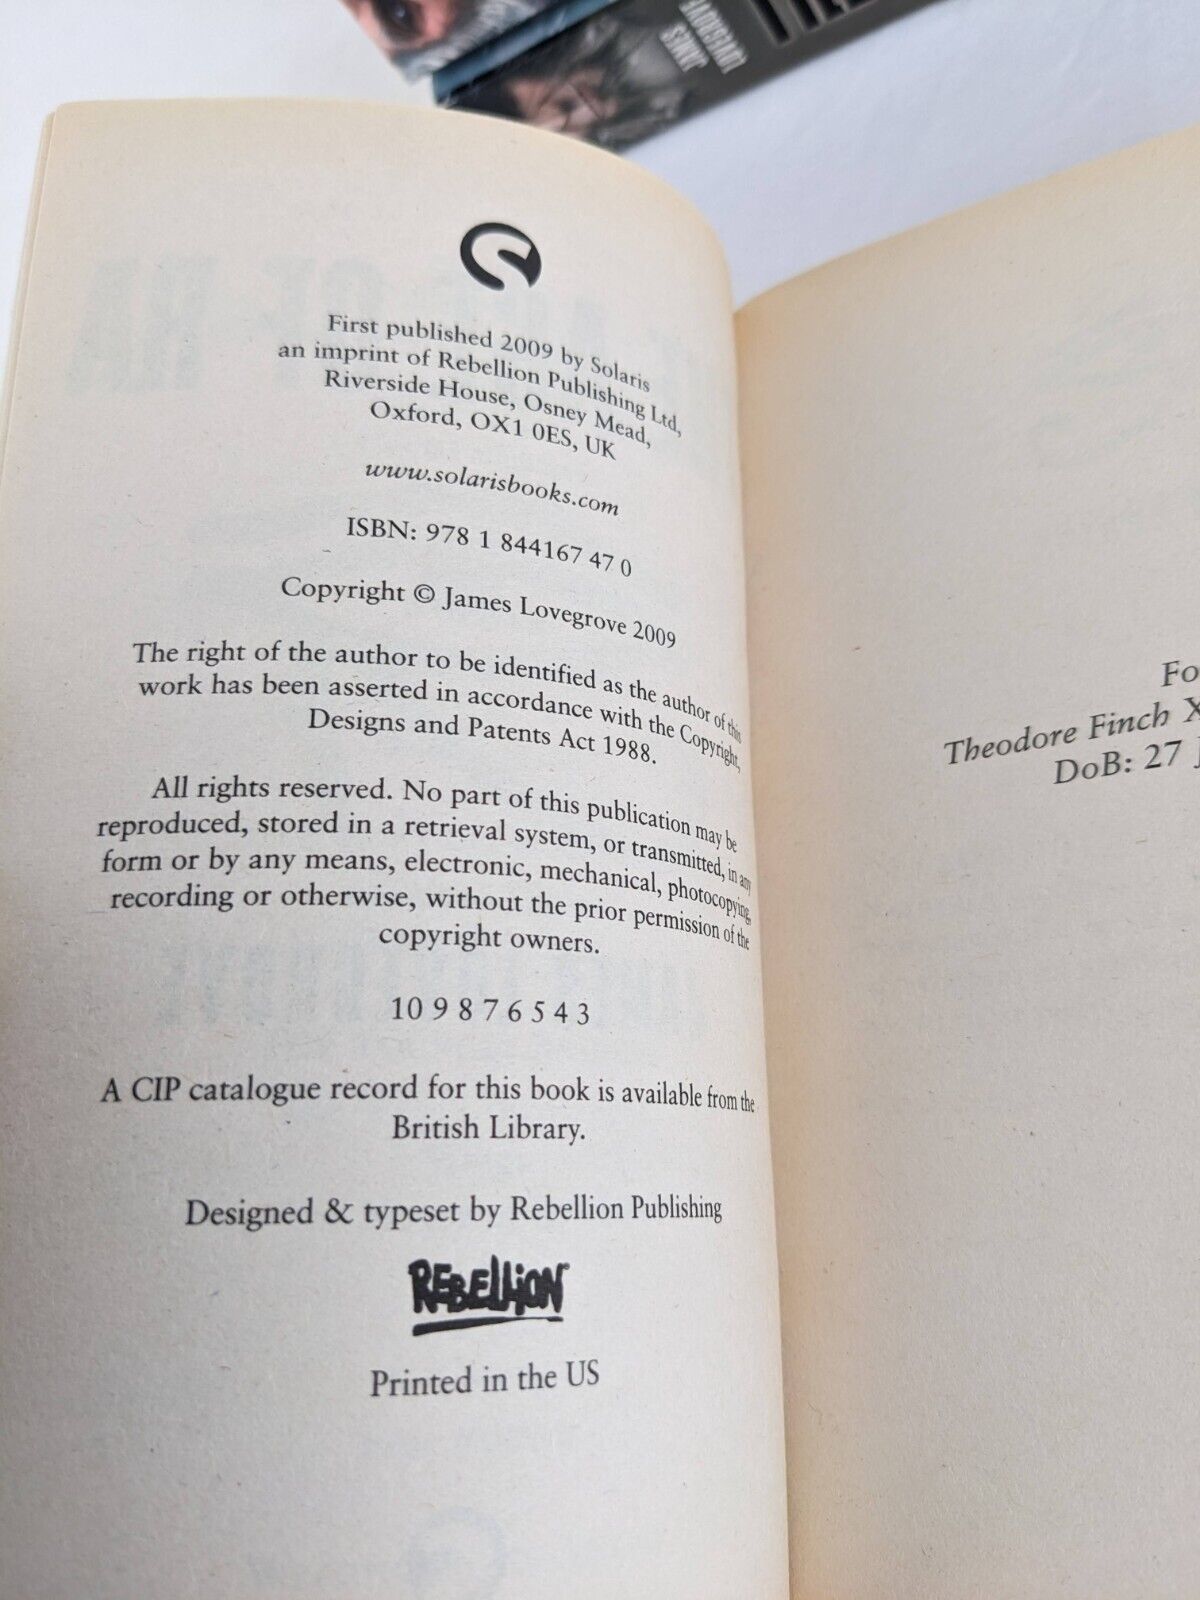 JAMES
LOVEGROVE
First published 2009 by Solaris
an imprint of Rebellion Publishing Ltd,
Riverside House, Osney Mead,
Oxford, OX1 0ES, UK
www.solarisbooks.com
ISBN: 978 1 844167 47 0
Copyright © James Lovegrove 2009
The right of the author to be identified as the author of this
work has been asserted in accordance with the Copyright,
Designs and Patents Act 1988.
All rights reserved. No part of this publication may be
reproduced, stored in a retrieval system, or transmitted, in any
form or by any means, electronic, mechanical, photocopying,
recording or otherwise, without the prior permission of the
copyright owners.
10 9 8 7 6 5 4 3
A CIP catalogue record for this book is available from the
British Library.
Designed & typeset by Rebellion Publishing
REBELLION
Printed in the US
Fo
Theodore Finch X
DoB: 27 J